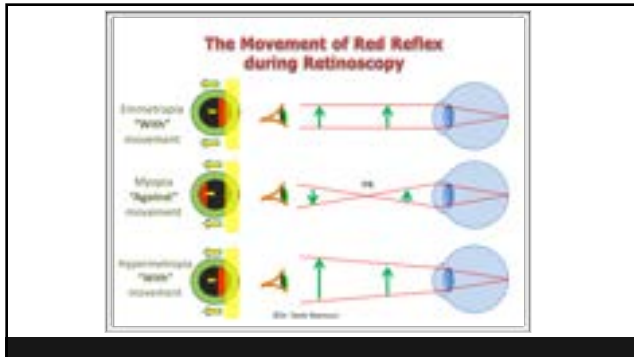 The Movement of Red Reflex
during Retinoscopy
Emmetropia
"With"
movement
Myopia
"Against"
movement
Hypermetropia
"With"
movement